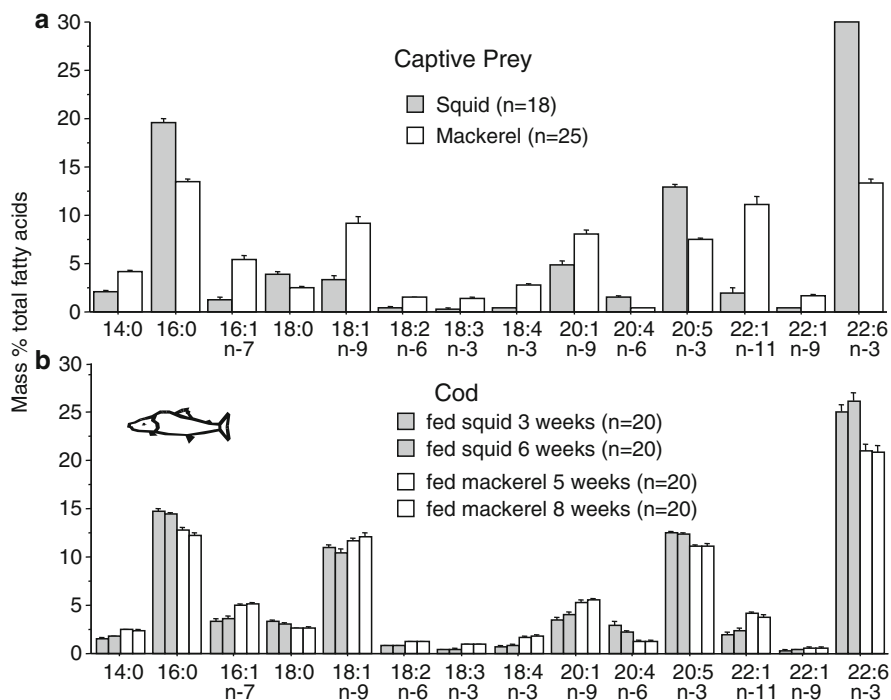 a
30
25
20
15
10
5
0
Captive Prey
Squid (n=18)
Mackerel (n=25)
14:0 16:0 16:1 18:0 18:1 18:2 18:3 18:4 20:1 20:4 20:5 22:1 22:1 22:6
n-7 n-9 n-6 n-3 n-3 n-9 n-6 n-3 n-11 n-9 n-3
Mass % total fatty acids
b
30
25
20
15
10
5
0
Cod
fed squid 3 weeks (n=20)
fed squid 6 weeks (n=20)
fed mackerel 5 weeks (n=20)
fed mackerel 8 weeks (n=20)
14:0 16:0 16:1 18:0 18:1 18:2 18:3 18:4 20:1 20:4 20:5 22:1 22:1 22:6
n-7 n-9 n-6 n-3 n-3 n-9 n-6 n-3 n-11 n-9 n-3